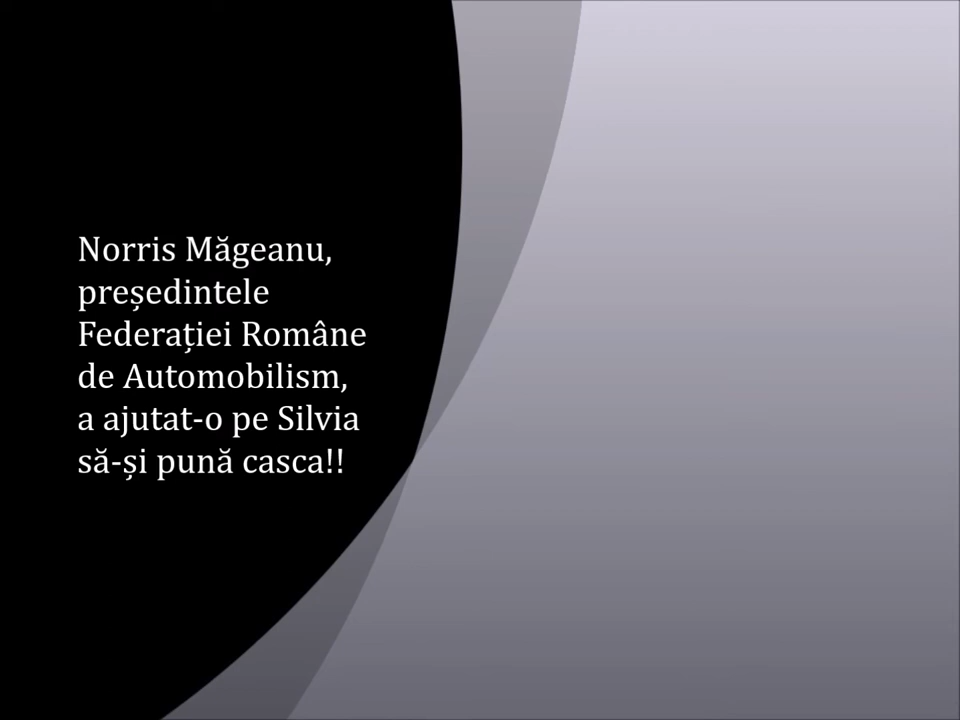 Norris Măgeanu,
președintele
Federației Române
de Automobilism,
a ajutat-o pe Silvia
să-și pună casca!!